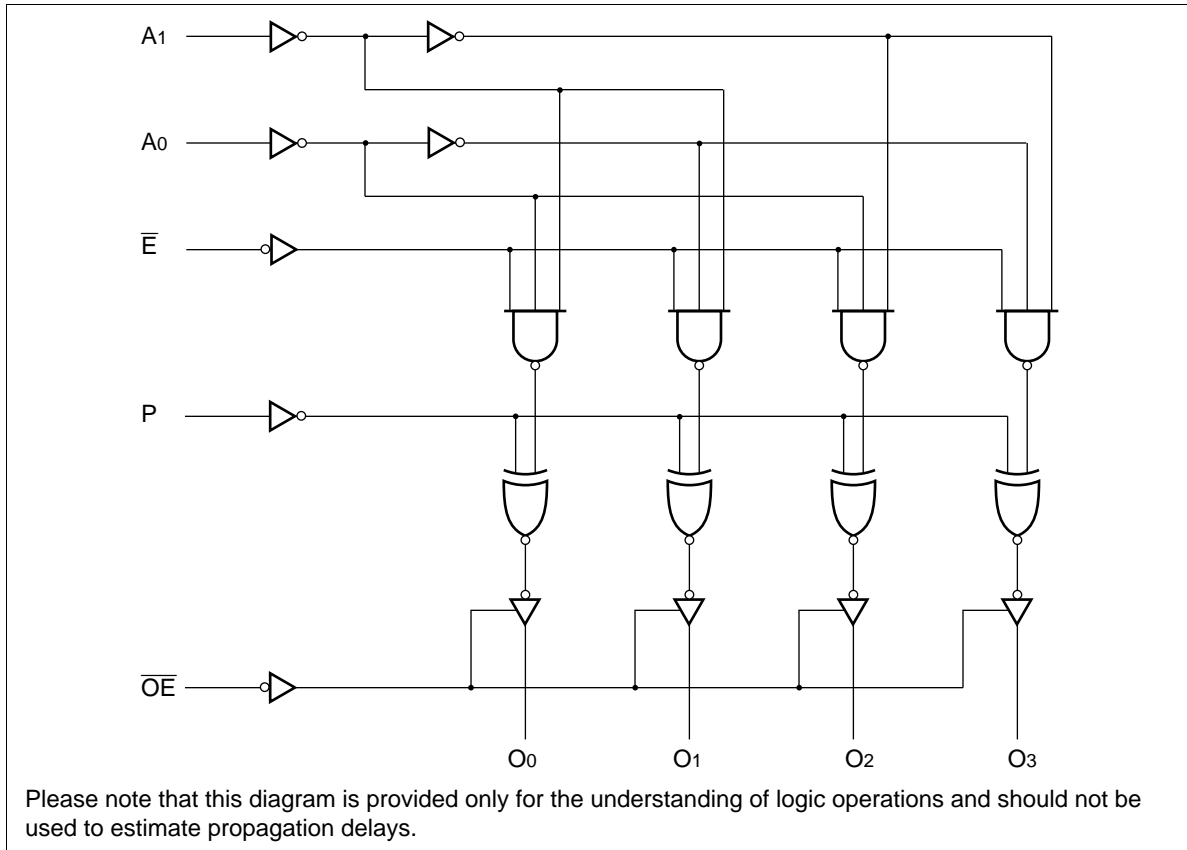 A1
A0
E̅
P
O̅E̅
O0 O1 O2 O3
Please note that this diagram is provided only for the understanding of logic operations and should not be
used to estimate propagation delays.